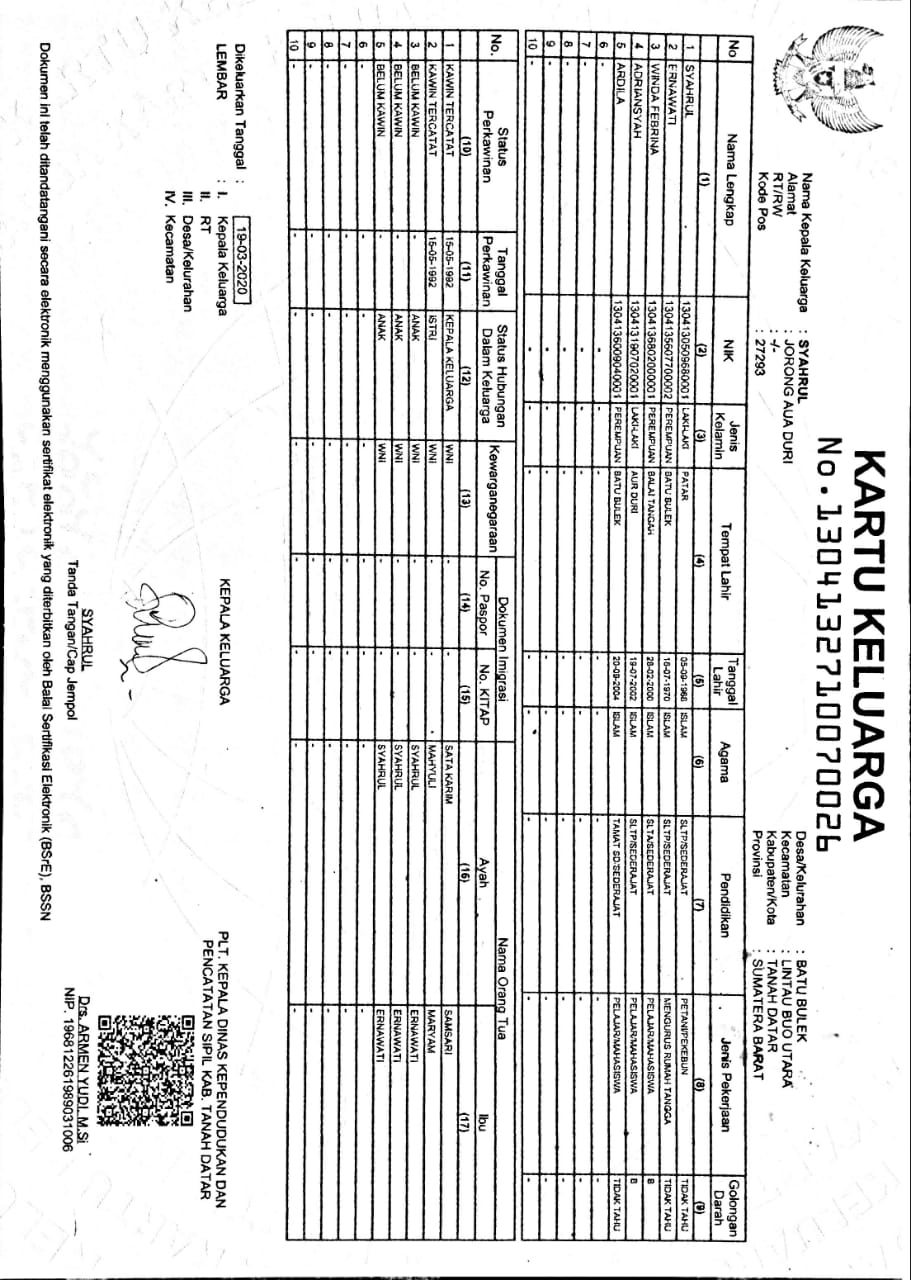 KARTU KELUARGA
No.1304132710070026
Nama Kepala Keluarga : SYAHRUL
Alamat : JORONG AUA DURI
RT/RW : -/-
Kode Pos : 27293
Desa/Kelurahan : BATU BULEK
Kecamatan : LINTAU BUO UTARA
Kabupaten/Kota : TANAH DATAR
Provinsi : SUMATERA BARAT
No Nama Lengkap NIK Jenis Kelamin Tempat Lahir Tanggal Lahir Agama Pendidikan Jenis Pekerjaan Golongan Darah
(1) (2) (3) (4) (5) (6) (7) (8) (9)
1 SYAHRUL 1304130509680001 LAKI-LAKI PATAR 05-09-1968 ISLAM SLTP/SEDERAJAT PETANI/PEKEBUN TIDAK TAHU
2 ERNAWATI 1304135607700002 PEREMPUAN BATU BULEK 16-07-1970 ISLAM SLTP/SEDERAJAT MENGURUS RUMAH TANGGA TIDAK TAHU
3 WINDA FEBRINA 1304136802000001 PEREMPUAN BALAI TANGAH 28-02-2000 ISLAM SLTA/SEDERAJAT PELAJAR/MAHASISWA B
4 ADRIANSYAH 1304131907020001 LAKI-LAKI AUR DURI 19-07-2002 ISLAM SLTP/SEDERAJAT PELAJAR/MAHASISWA B
5 ARDILA 1304136009040001 PEREMPUAN BATU BULEK 20-09-2004 ISLAM TAMAT SD/SEDERAJAT PELAJAR/MAHASISWA TIDAK TAHU
6 - - - - - - - - -
7 - - - - - - - - -
8 - - - - - - - - -
9 - - - - - - - - -
10 - - - - - - - - -
No. Status Perkawinan Tanggal Perkawinan Status Hubungan Dalam Keluarga Kewarganegaraan Dokumen Imigrasi Nama Orang Tua
No. Paspor No. KITAP Ayah Ibu
(10) (11) (12) (13) (14) (15) (16) (17)
1 KAWIN TERCATAT 15-05-1992 KEPALA KELUARGA WNI - - SATA KARIM SAMSARI
2 KAWIN TERCATAT 15-05-1992 ISTRI WNI - - MAHYULI MARYAM
3 BELUM KAWIN - ANAK WNI - - SYAHRUL ERNAWATI
4 BELUM KAWIN - ANAK WNI - - SYAHRUL ERNAWATI
5 BELUM KAWIN - ANAK WNI - - SYAHRUL ERNAWATI
6 - - - - - - - -
7 - - - - - - - -
8 - - - - - - - -
9 - - - - - - - -
10 - - - - - - - -
Dikeluarkan Tanggal : 19-03-2020
LEMBAR : I. Kepala Keluarga
II. RT
III. Desa/Kelurahan
IV. Kecamatan
KEPALA KELUARGA
SYAHRUL
Tanda Tangan/Cap Jempol
PLT. KEPALA DINAS KEPENDUDUKAN DAN
PENCATATAN SIPIL KAB. TANAH DATAR
Drs. ARMEN YUDI. M.Si
NIP. 196812261989031006
Dokumen ini telah ditandatangani secara elektronik menggunakan sertifikat elektronik yang diterbitkan oleh Balai Sertifikasi Elektronik (BSrE), BSSN